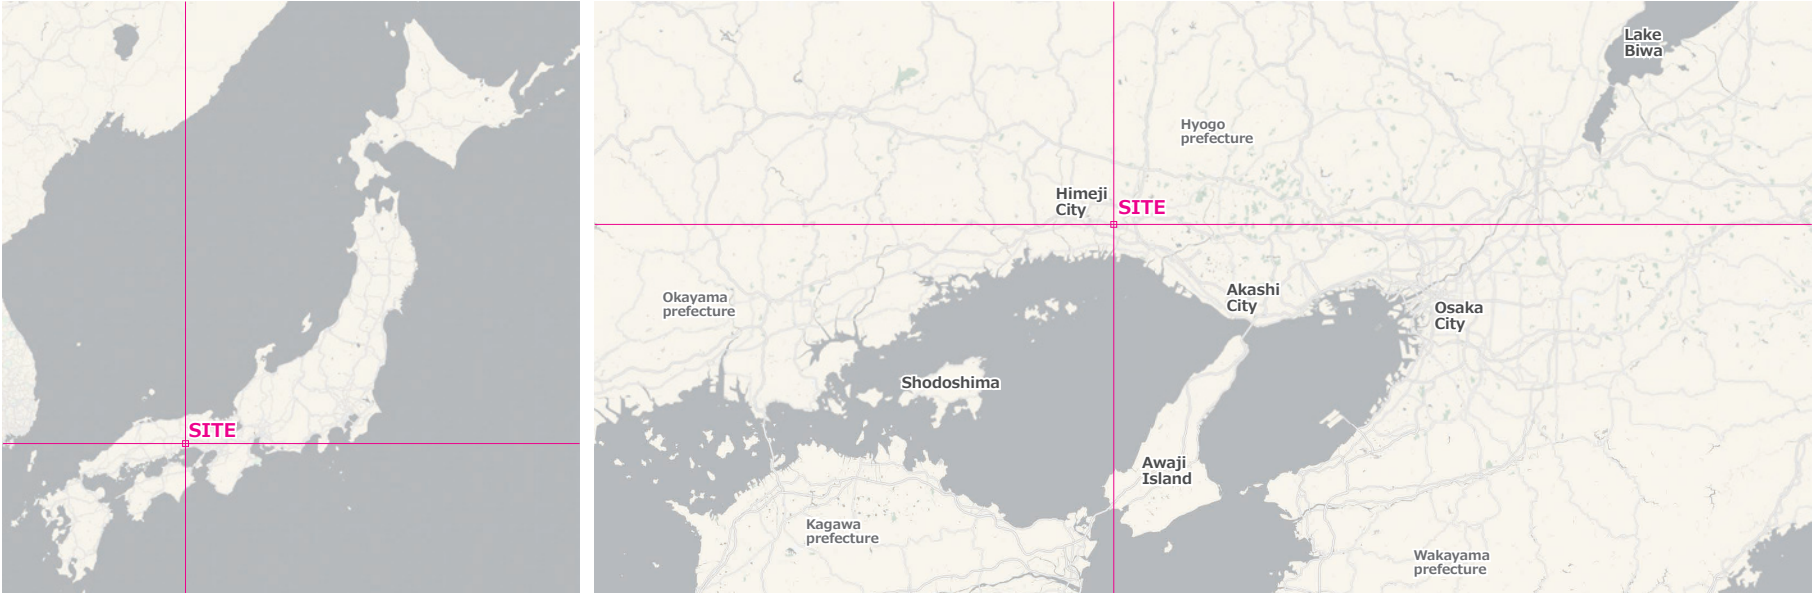 SITE
Lake
Biwa
Hyogo
prefecture
Himeji
City
SITE
Okayama
prefecture
Akashi
City
Osaka
City
Shodoshima
Awaji
Island
Kagawa
prefecture
Wakayama
prefecture